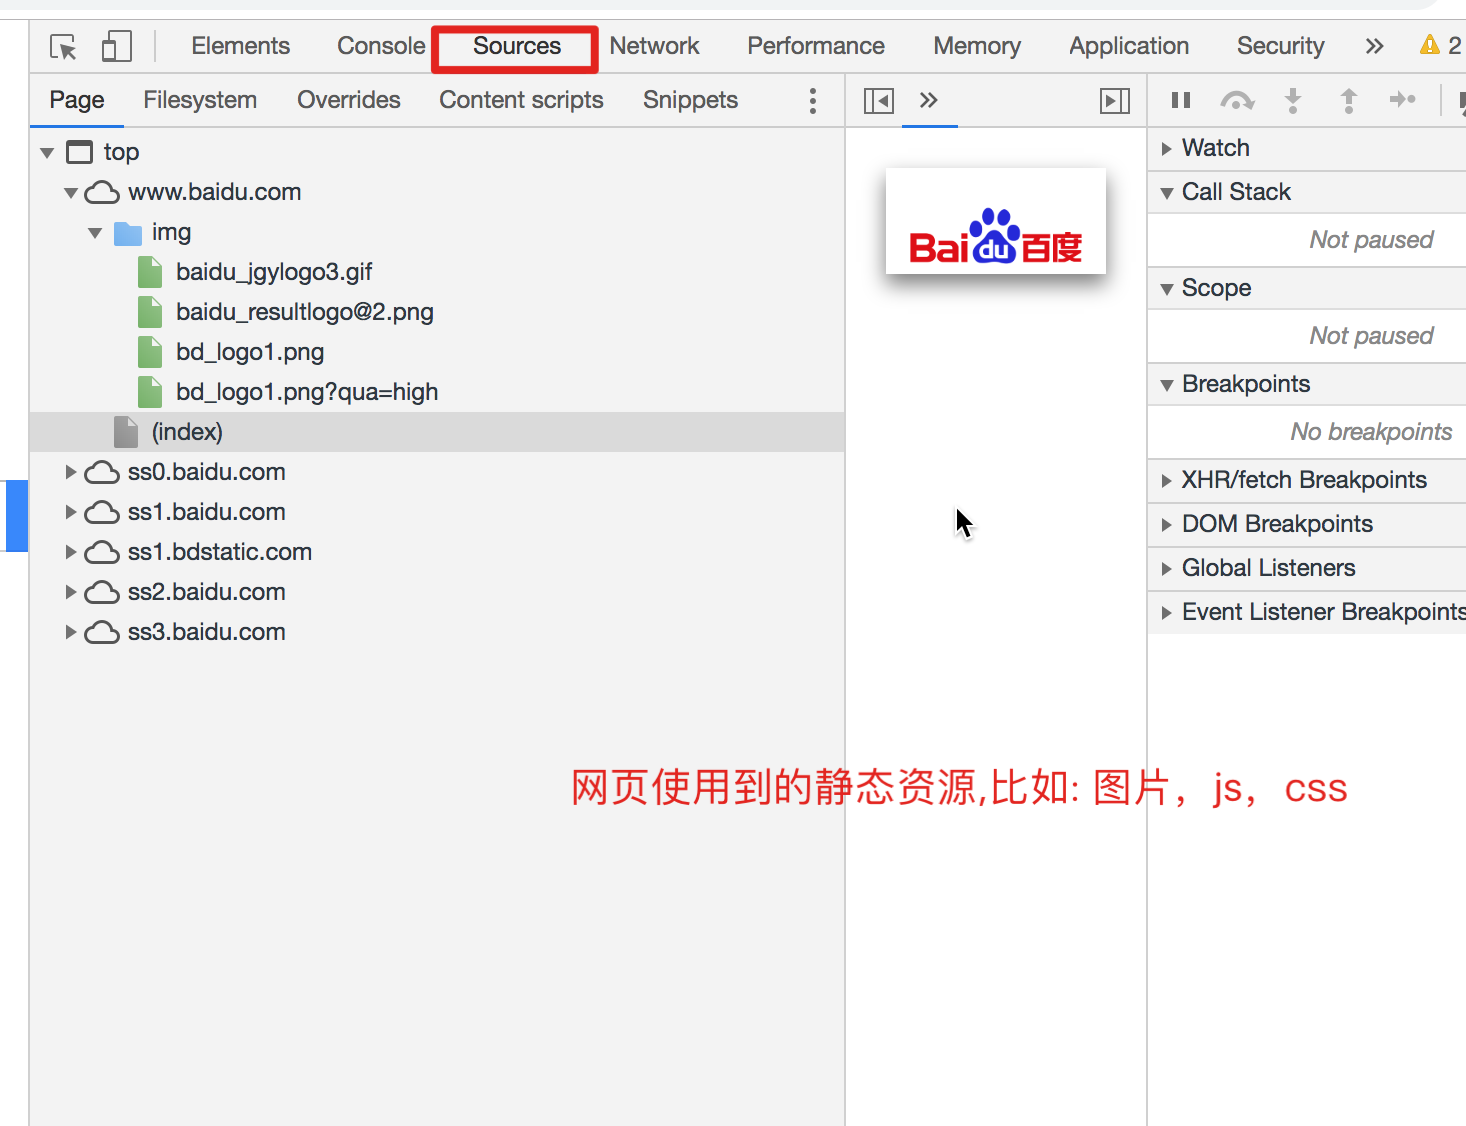 Elements Console Sources Network Performance Memory Application Security 2
Page Filesystem Overrides Content scripts Snippets
top
www.baidu.com
img
baidu_jgylogo3.gif
baidu_resultlogo@2.png
bd_logo1.png
bd_logo1.png?qua=high
(index)
ss0.baidu.com
ss1.baidu.com
ss1.bdstatic.com
ss2.baidu.com
ss3.baidu.com
Bai du 百度
Watch
Call Stack
Not paused
Scope
Not paused
Breakpoints
No breakpoints
XHR/fetch Breakpoints
DOM Breakpoints
Global Listeners
Event Listener Breakpoints
网页使用到的静态资源,比如: 图片，js，css